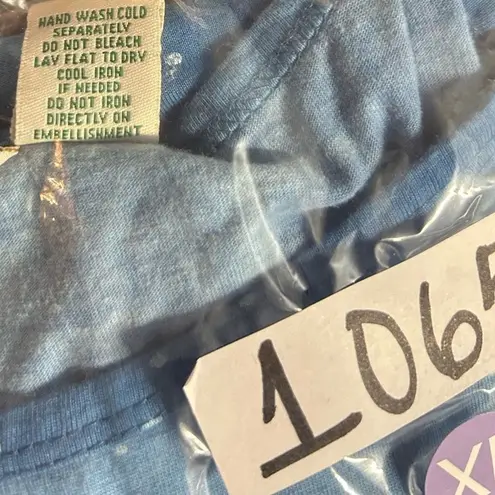 HAND WASH COLD
SEPARATELY
DO NOT BLEACH
LAY FLAT TO DRY
COOL IRON
IF NEEDED
DO NOT IRON
DIRECTLY ON
EMBELLISHMENT
1065